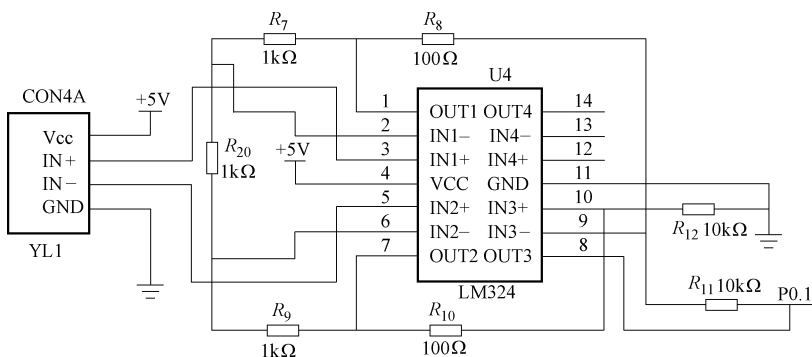 R7
1kΩ
R8
100Ω
U4
CON4A
+5V
Vcc
IN+
IN−
GND
YL1
R20
1kΩ
+5V
1
2
3
4
5
6
7
OUT1 OUT4
IN1− IN4−
IN1+ IN4+
VCC GND
IN2+ IN3+
IN2− IN3−
OUT2 OUT3
14
13
12
11
10
9
8
LM324
R12 10kΩ
R11 10kΩ
P0.1
R9
1kΩ
R10
100Ω